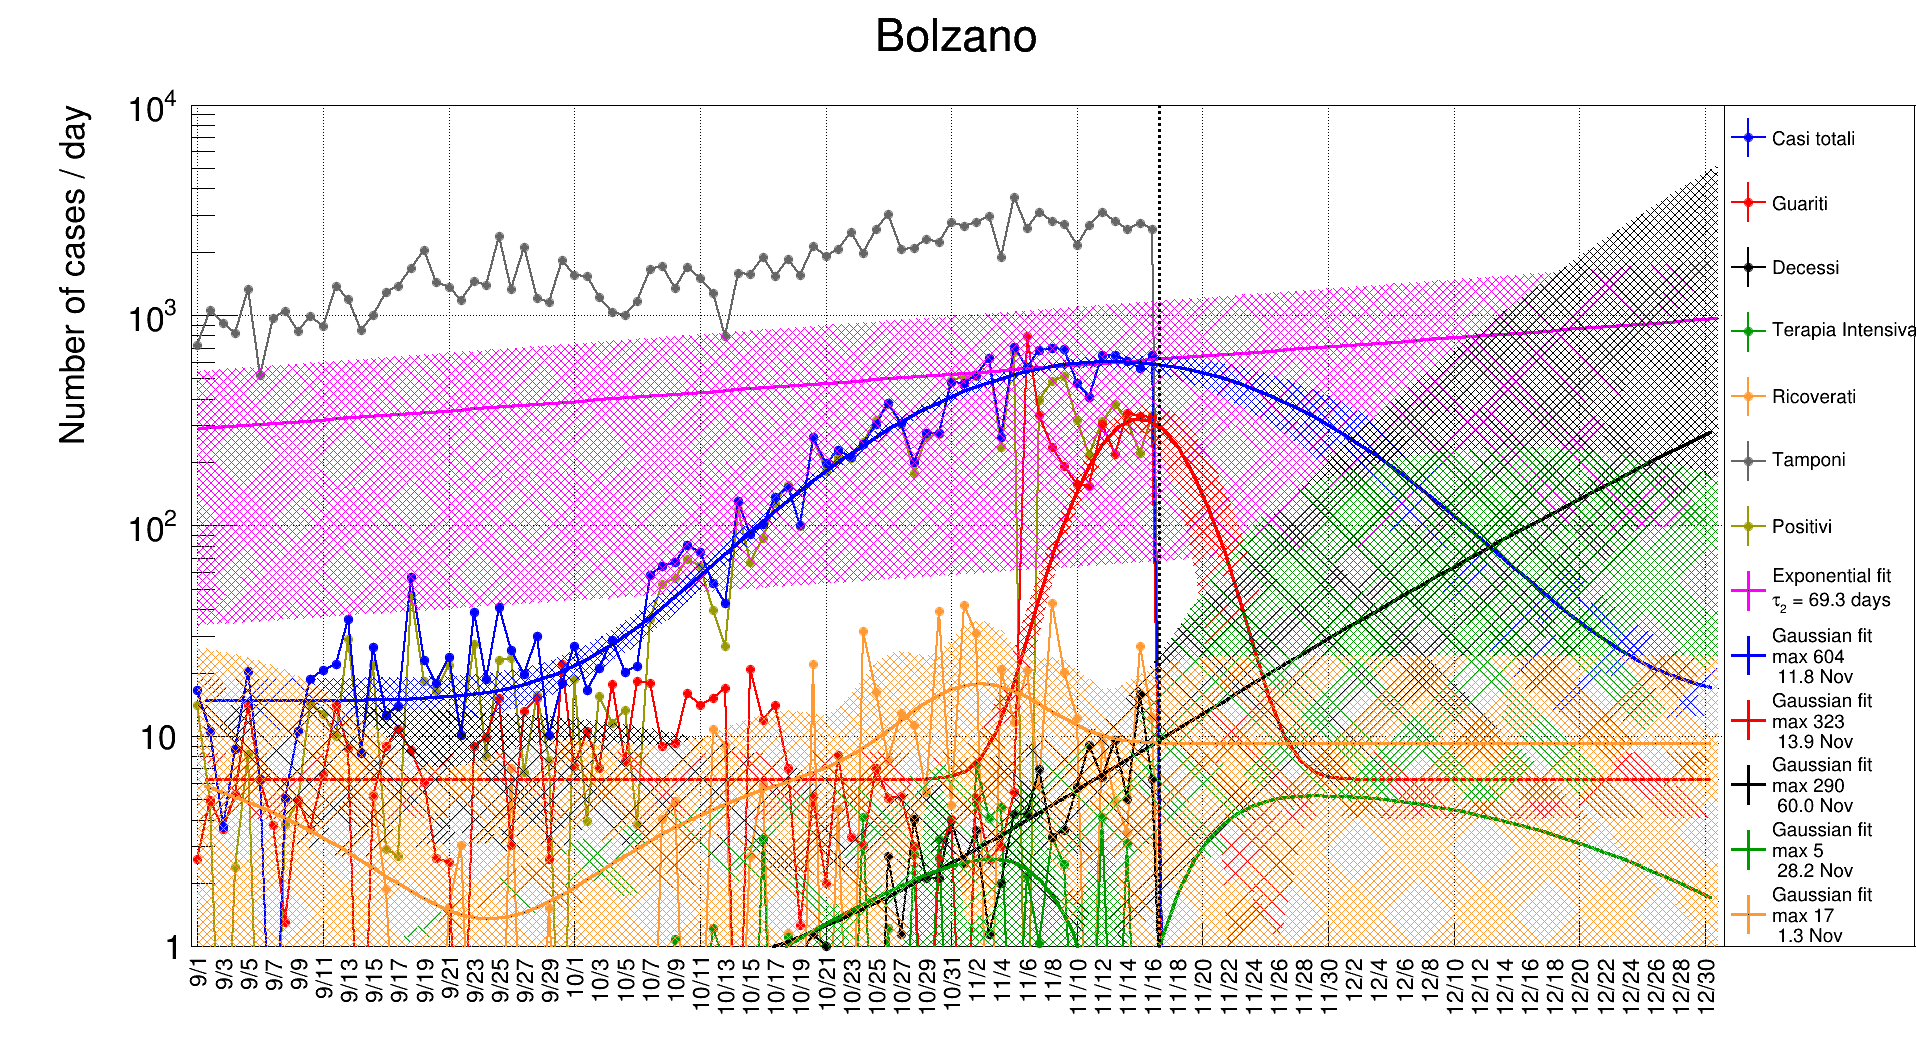 Bolzano
Number of cases / day
10^4
10^3
10^2
10
1
9/1
9/3
9/5
9/7
9/9
9/11
9/13
9/15
9/17
9/19
9/21
9/23
9/25
9/27
9/29
10/1
10/3
10/5
10/7
10/9
10/11
10/13
10/15
10/17
10/19
10/21
10/23
10/25
10/27
10/29
10/31
11/2
11/4
11/6
11/8
11/10
11/12
11/14
11/16
11/18
11/20
11/22
11/24
11/26
11/28
11/30
12/2
12/4
12/6
12/8
12/10
12/12
12/14
12/16
12/18
12/20
12/22
12/24
12/26
12/28
12/30
Casi totali
Guariti
Decessi
Terapia Intensiva
Ricoverati
Tamponi
Positivi
Exponential fit
τ2 = 69.3 days
Gaussian fit
max 604
11.8 Nov
Gaussian fit
max 323
13.9 Nov
Gaussian fit
max 290
60.0 Nov
Gaussian fit
max 5
28.2 Nov
Gaussian fit
max 17
1.3 Nov